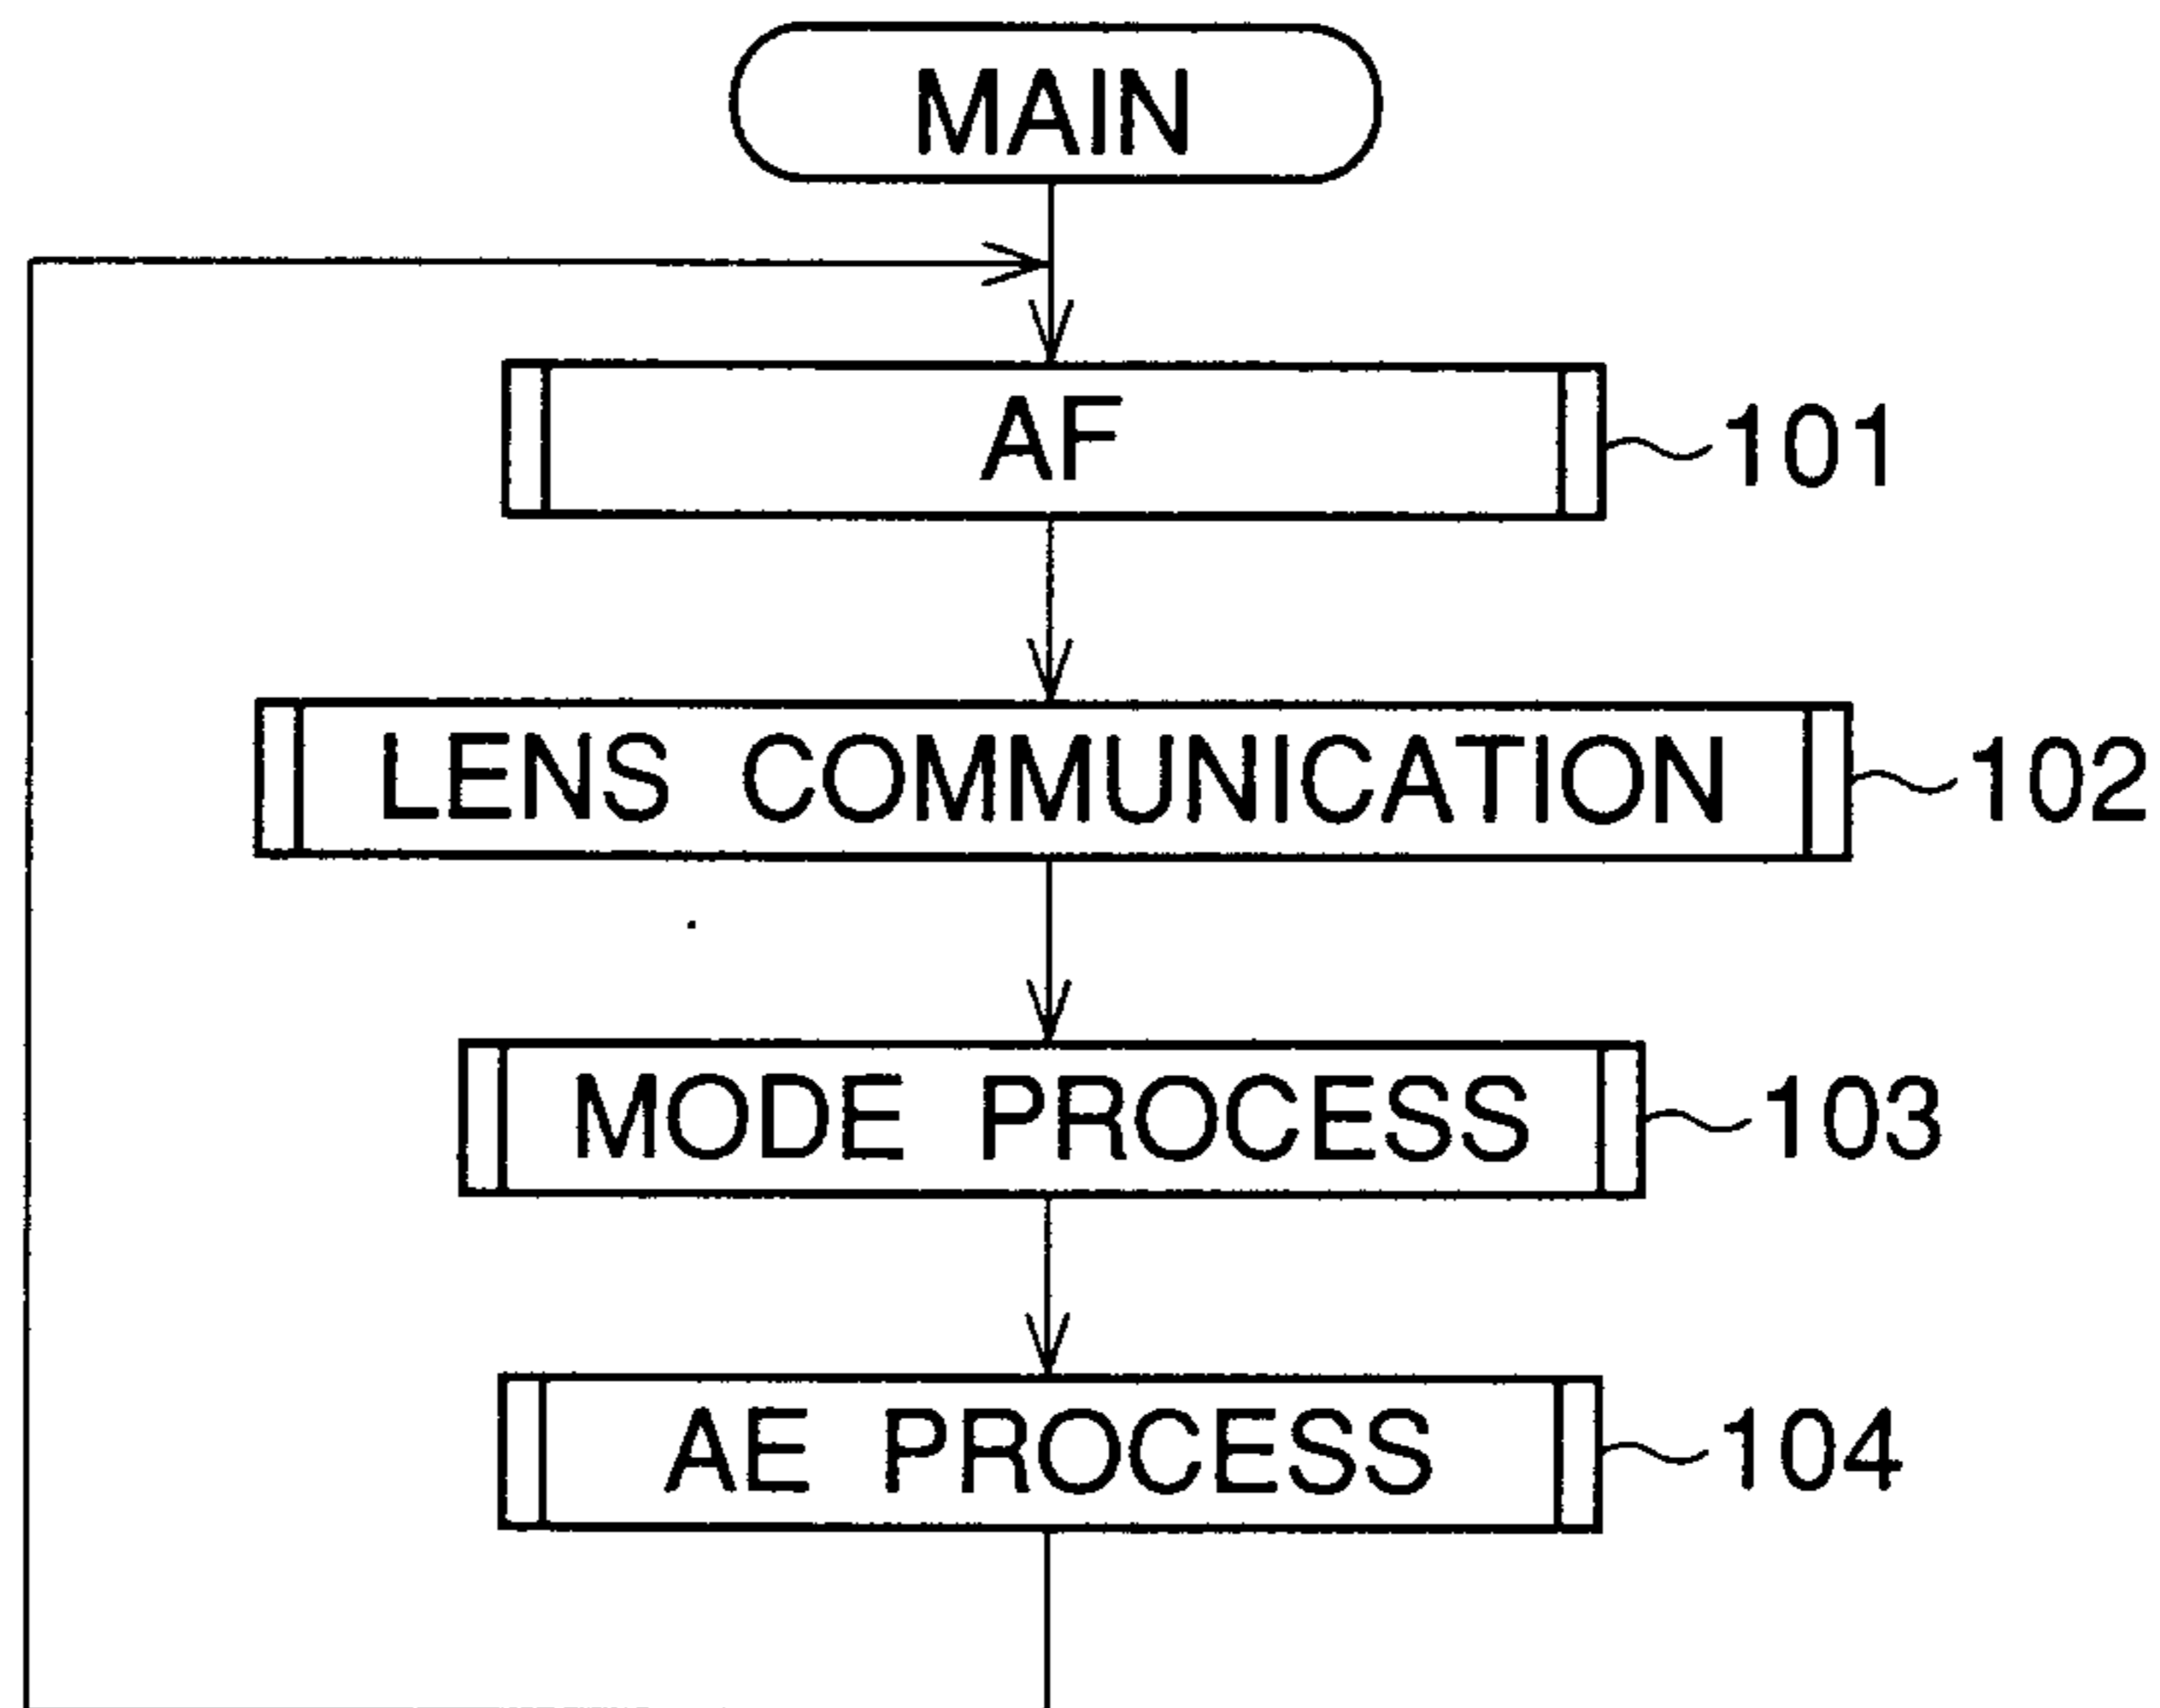 MAIN
AF
101
LENS COMMUNICATION
102
MODE PROCESS
103
AE PROCESS
104